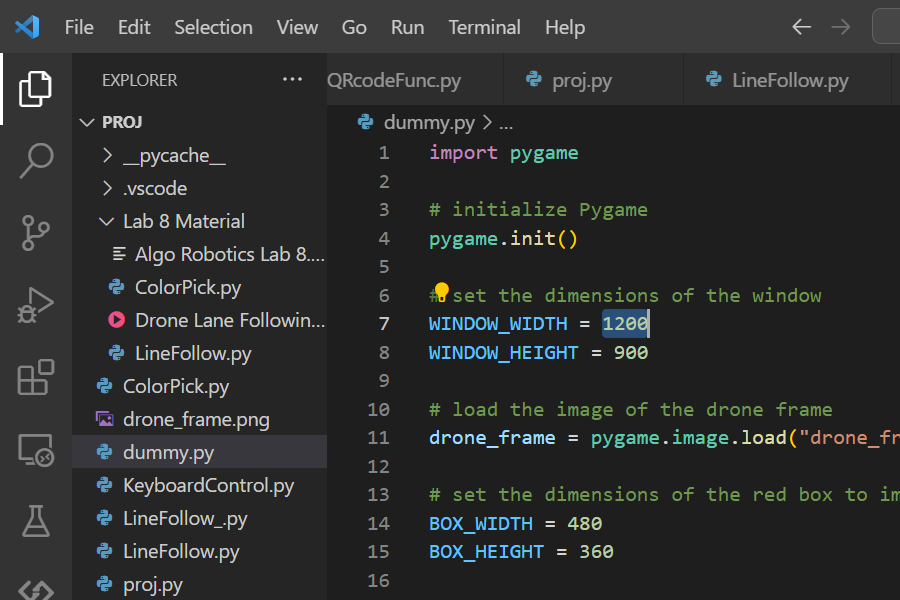 File Edit Selection View Go Run Terminal Help
EXPLORER ...
QRcodeFunc.py proj.py LineFollow.py
PROJ
__pycache__
.vscode
Lab 8 Material
Algo Robotics Lab 8....
ColorPick.py
Drone Lane Followin...
LineFollow.py
ColorPick.py
drone_frame.png
dummy.py
KeyboardControl.py
LineFollow_.py
LineFollow.py
proj.py
dummy.py > ...
1 import pygame
2
3 # initialize Pygame
4 pygame.init()
5
6 # set the dimensions of the window
7 WINDOW_WIDTH = 1200
8 WINDOW_HEIGHT = 900
9
10 # load the image of the drone frame
11 drone_frame = pygame.image.load("drone_fr
12
13 # set the dimensions of the red box to im
14 BOX_WIDTH = 480
15 BOX_HEIGHT = 360
16